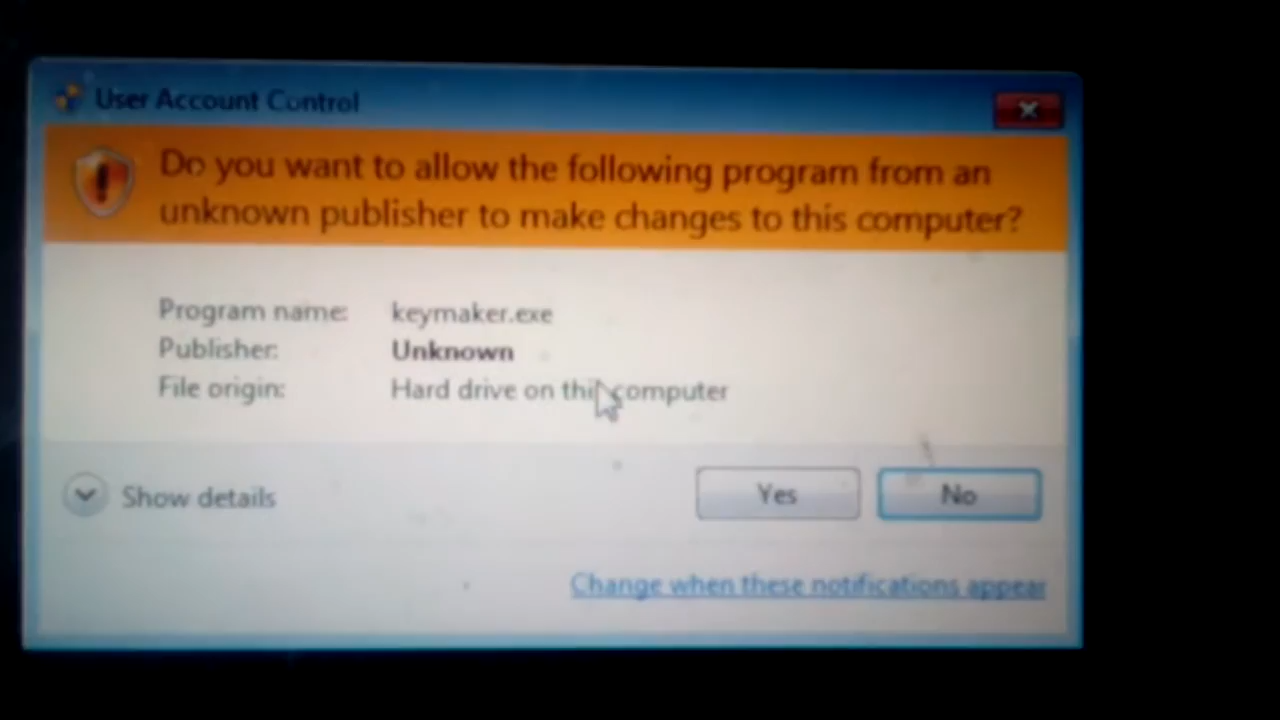 User Account Control
Do you want to allow the following program from an
unknown publisher to make changes to this computer?
Program name: keymaker.exe
Publisher: Unknown
File origin: Hard drive on this computer
Show details
Yes
No
Change when these notifications appear